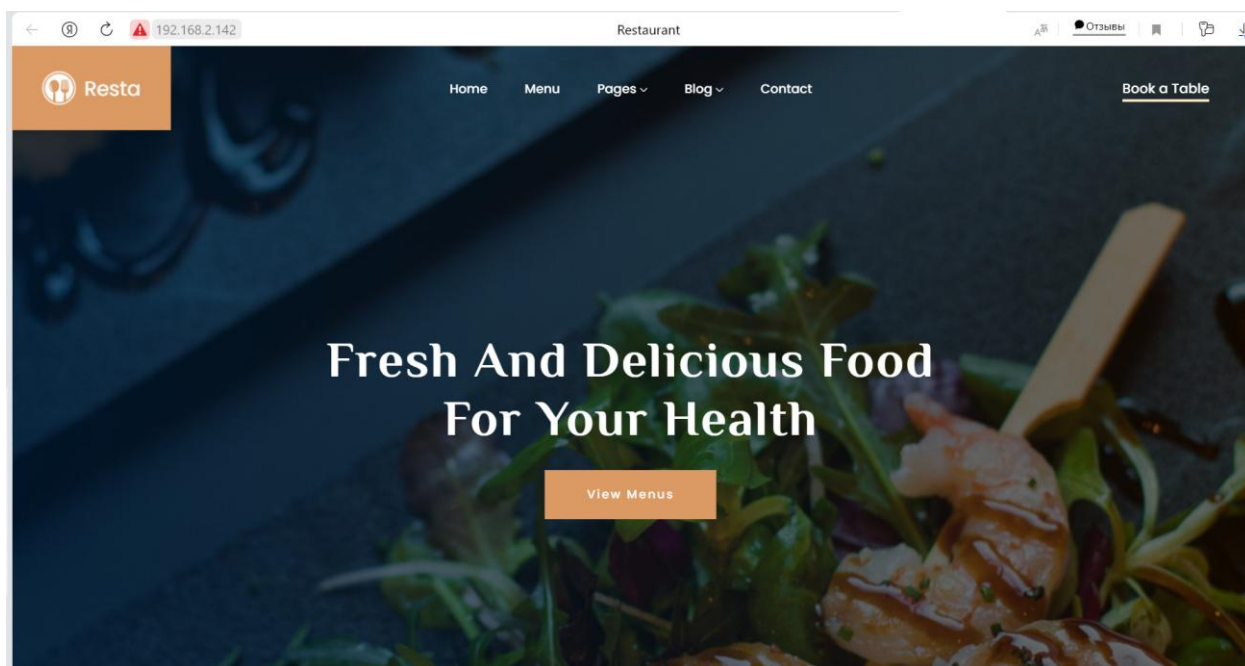 192.168.2.142
Restaurant
Отзывы
Resta
Home
Menu
Pages
Blog
Contact
Book a Table
Fresh And Delicious Food
For Your Health
View Menus